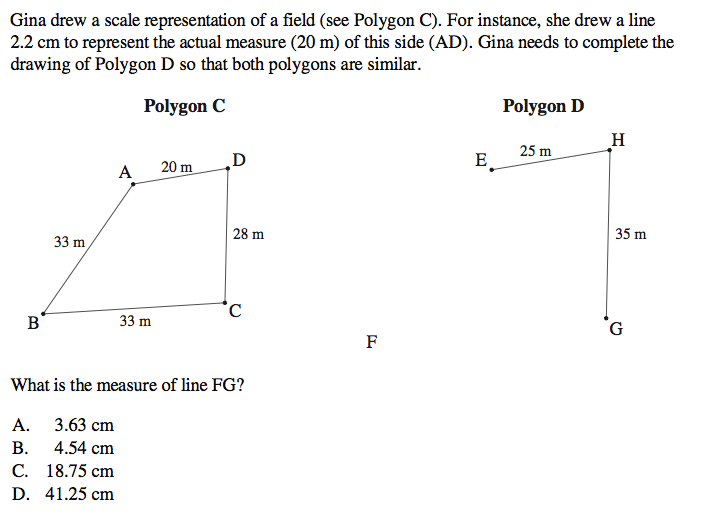 Gina drew a scale representation of a field (see Polygon C). For instance, she drew a line
2.2 cm to represent the actual measure (20 m) of this side (AD). Gina needs to complete the
drawing of Polygon D so that both polygons are similar.
Polygon C
Polygon D
A
20 m
D
33 m
28 m
B
33 m
C
E
25 m
H
35 m
F
G
What is the measure of line FG?
A. 3.63 cm
B. 4.54 cm
C. 18.75 cm
D. 41.25 cm